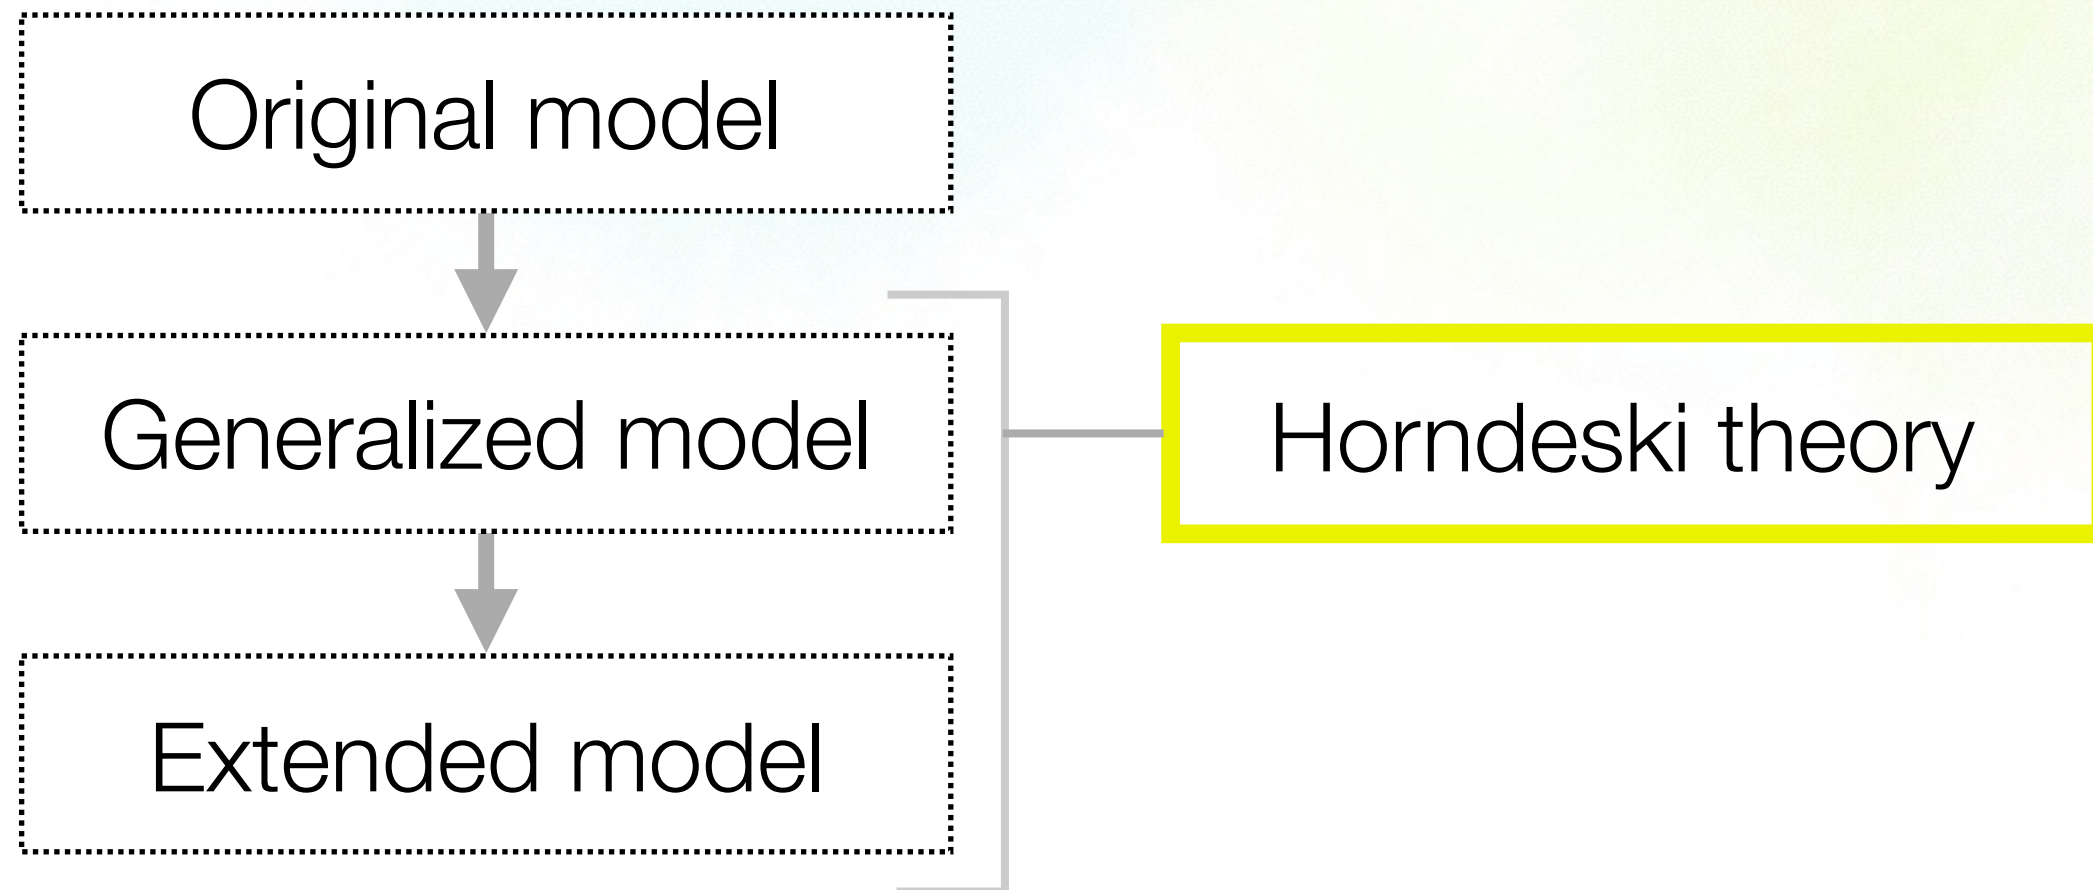 Original model
Generalized model
Horndeski theory
Extended model